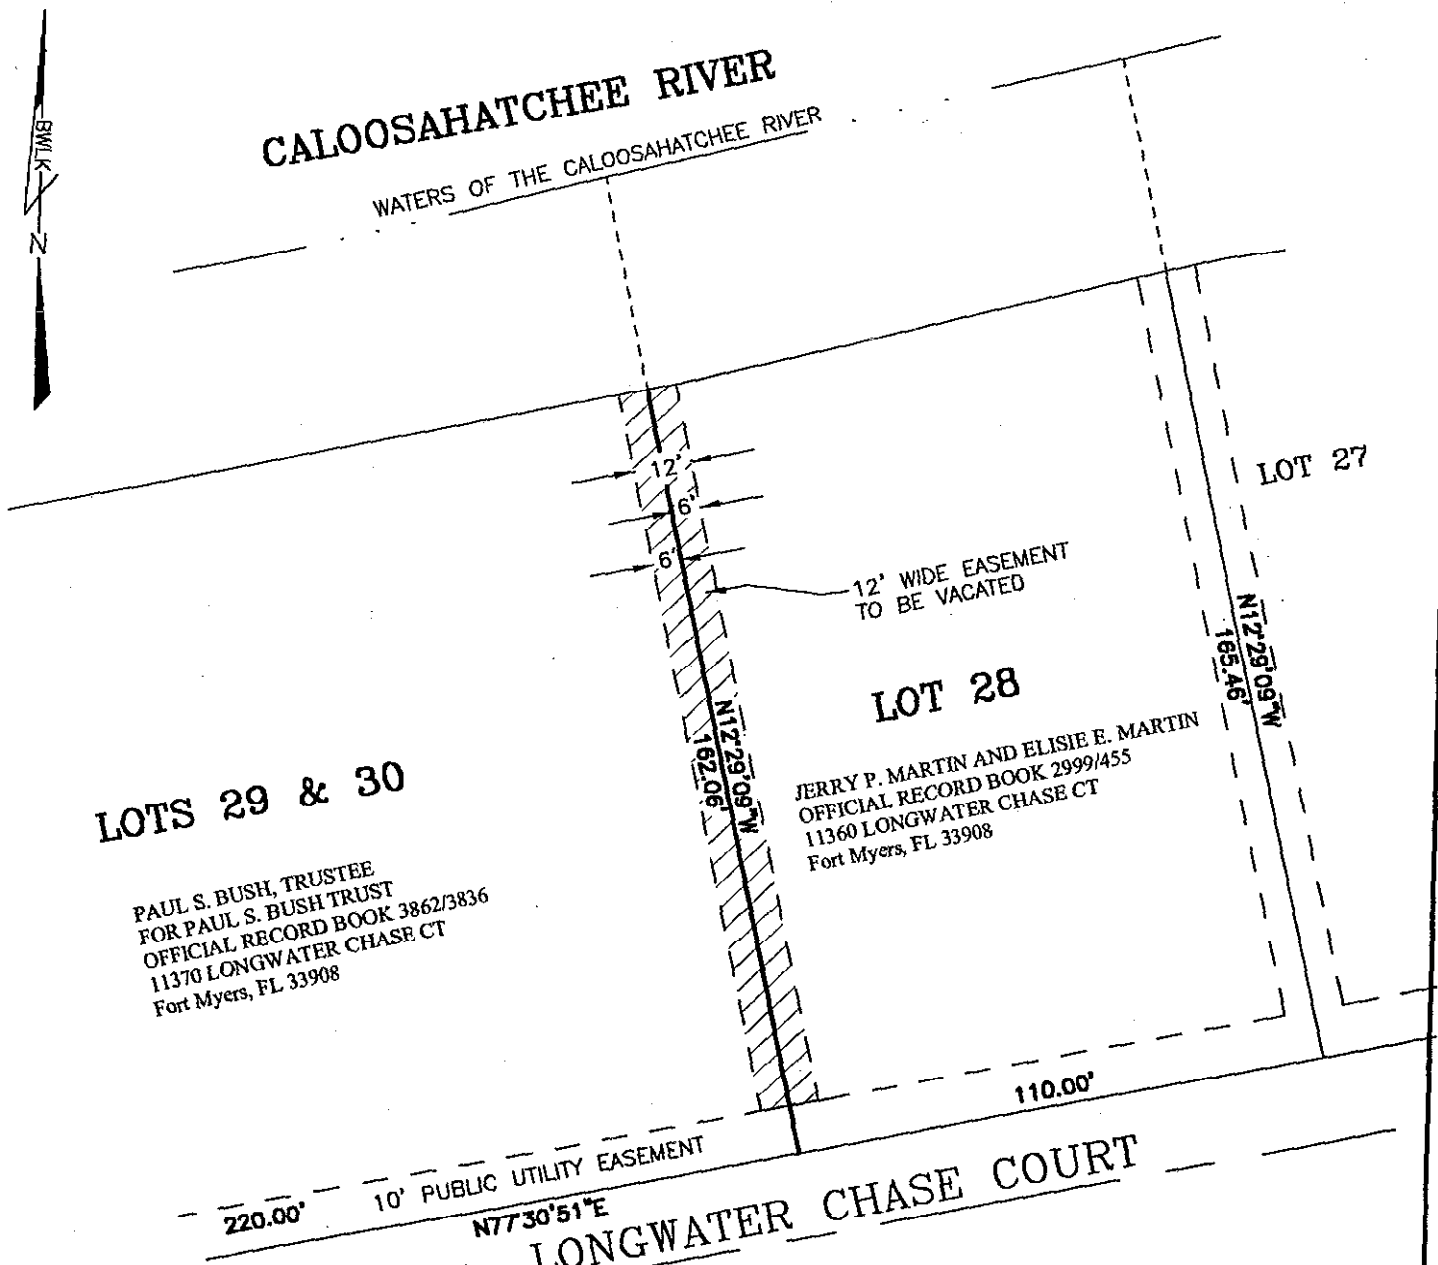 BWLK
N
CALOOSAHATCHEE RIVER
WATERS OF THE CALOOSAHATCHEE RIVER
12'
6'
6'
LOT 27
12' WIDE EASEMENT
TO BE VACATED
N12°29'09"W
165.46'
LOT 28
JERRY P. MARTIN AND ELISIE E. MARTIN
OFFICIAL RECORD BOOK 2999/455
11360 LONGWATER CHASE CT
Fort Myers, FL 33908
N12°29'09"W
162.06'
LOTS 29 & 30
PAUL S. BUSH, TRUSTEE
FOR PAUL S. BUSH TRUST
OFFICIAL RECORD BOOK 3862/3836
11370 LONGWATER CHASE CT
Fort Myers, FL 33908
110.00'
10' PUBLIC UTILITY EASEMENT
220.00'
N77°30'51"E
LONGWATER CHASE COURT